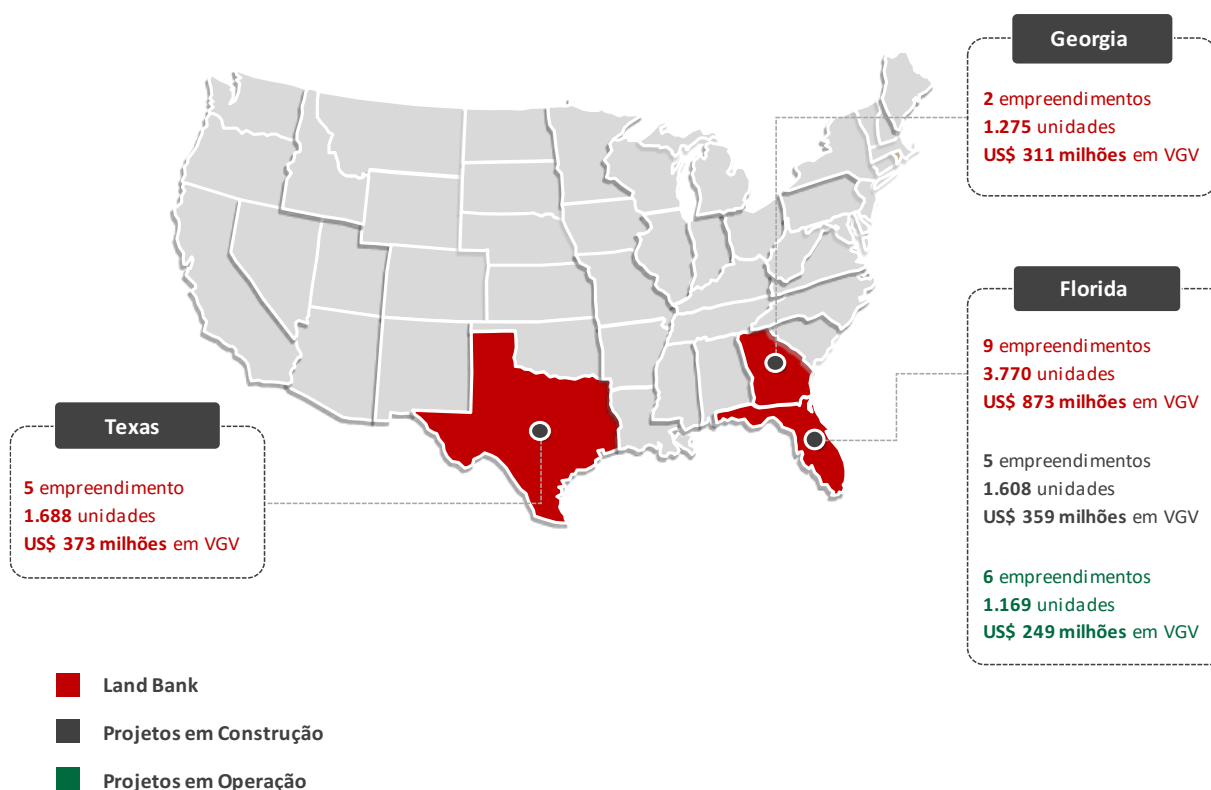 Georgia
2 empreendimentos
1.275 unidades
US$ 311 milhões em VGV
Florida
9 empreendimentos
3.770 unidades
US$ 873 milhões em VGV
5 empreendimentos
1.608 unidades
US$ 359 milhões em VGV
6 empreendimentos
1.169 unidades
US$ 249 milhões em VGV
Texas
5 empreendimento
1.688 unidades
US$ 373 milhões em VGV
Land Bank
Projetos em Construção
Projetos em Operação